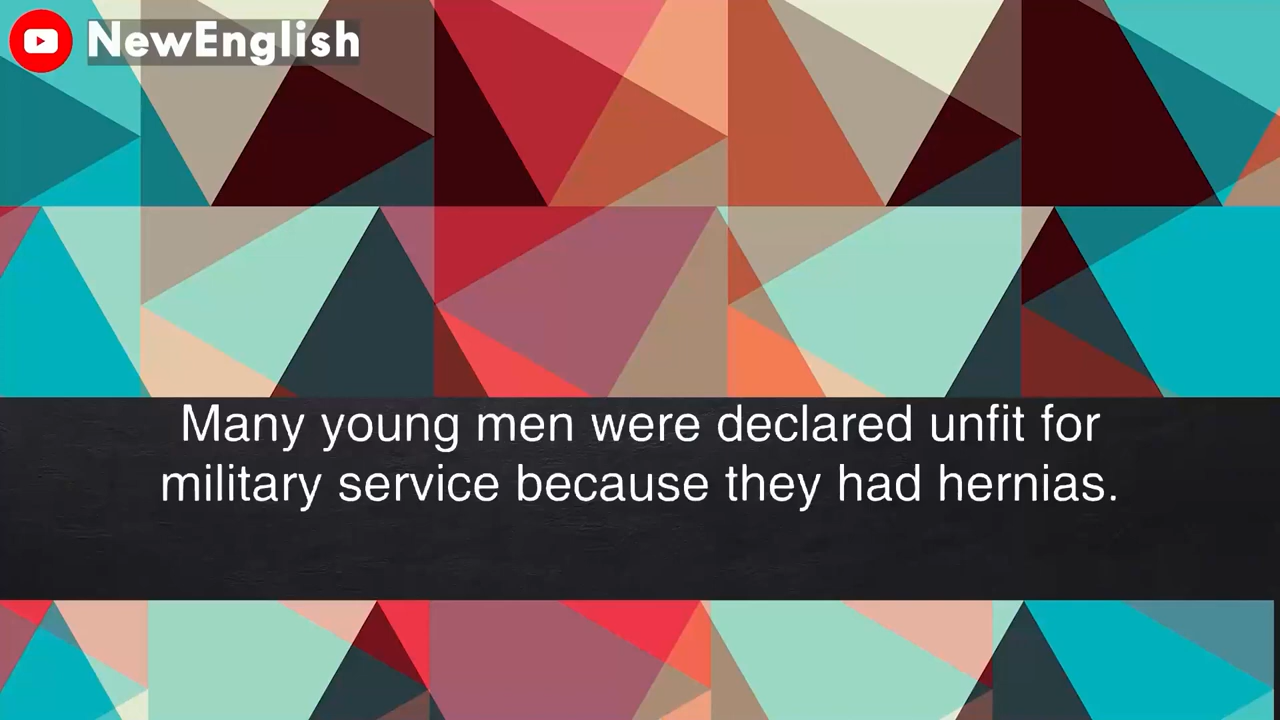 NewEnglish
Many young men were declared unfit for
military service because they had hernias.